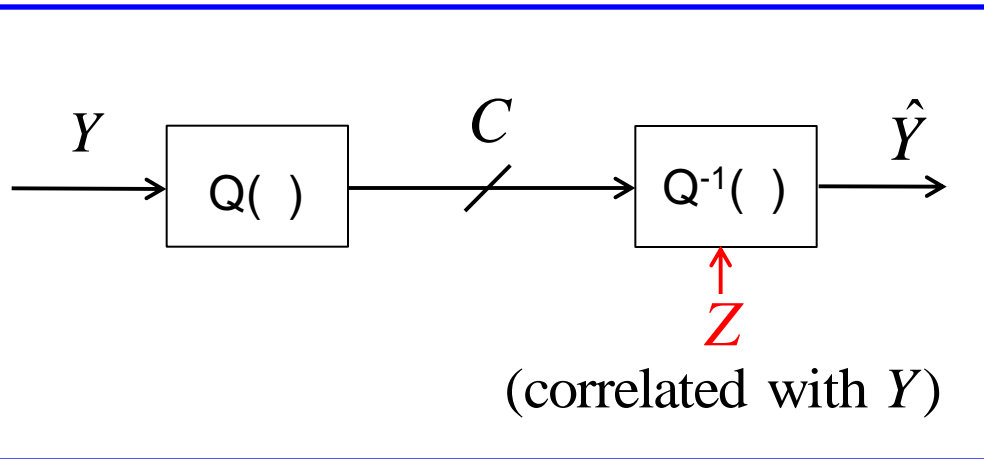 Y
C
Ŷ
Q( )
Q⁻¹( )
Z
(correlated with Y)